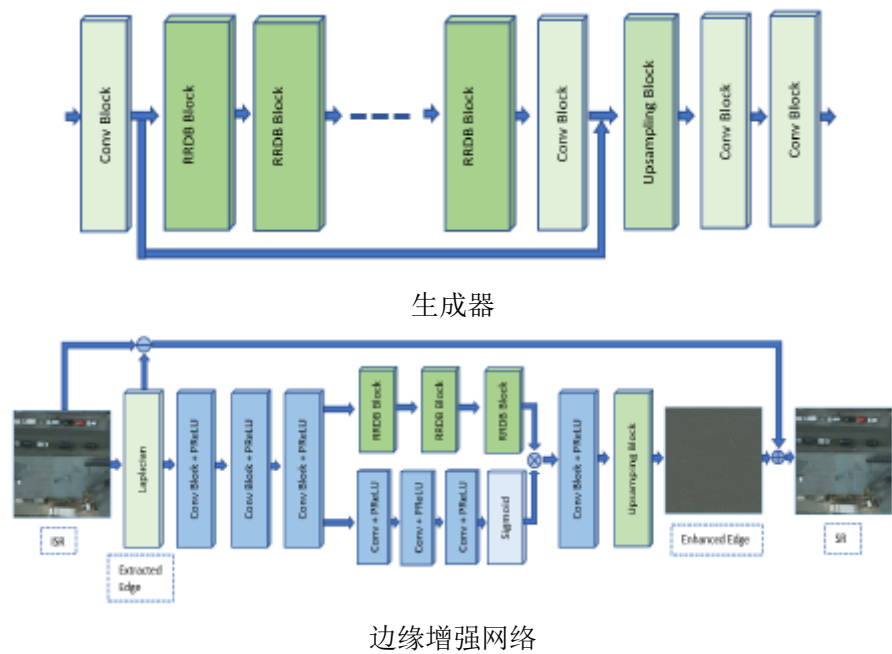 Conv Block
RRDB Block
RRDB Block
RRDB Block
Conv Block
Upsampling Block
Conv Block
Conv Block
生成器
ISR
Laplacian
Extracted
Edge
Conv Block + PReLU
Conv Block + PReLU
Conv Block + PReLU
RRDB Block
RRDB Block
RRDB Block
Conv + PReLU
Conv + PReLU
Conv + PReLU
Sigmoid
Conv Block + PReLU
Upsampling Block
Enhanced Edge
SR
边缘增强网络